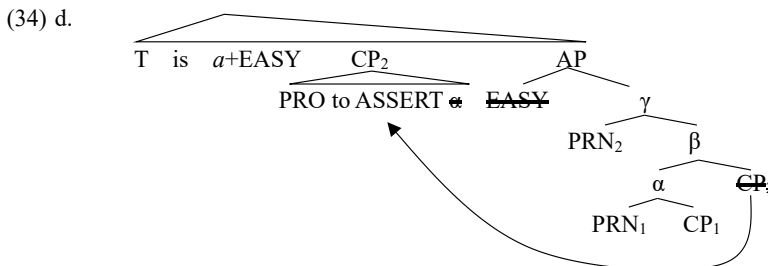 (34) d.
T is a+EASY CP₂ AP
PRO to ASSERT α EASY γ
PRN₂ β
α CP₂
PRN₁ CP₁